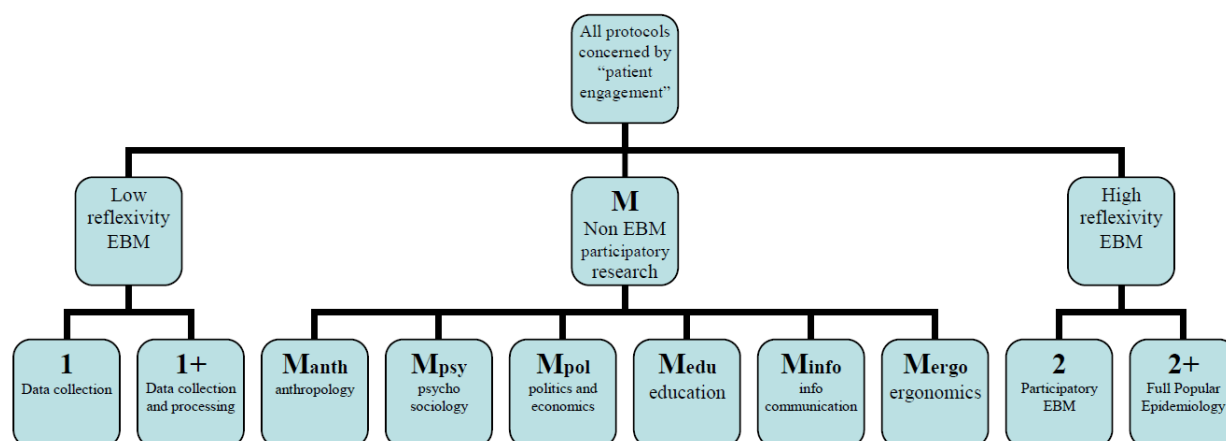 All protocols
concerned by
“patient
engagement”
Low
reflexivity
EBM
M
Non EBM
participatory
research
High
reflexivity
EBM
1
Data collection
1+
Data collection
and processing
Manth
anthropology
Mpsy
psycho
sociology
Mpol
politics and
economics
Medu
education
Minfo
info
communication
Mergo
ergonomics
2
Participatory
EBM
2+
Full Popular
Epidemiology